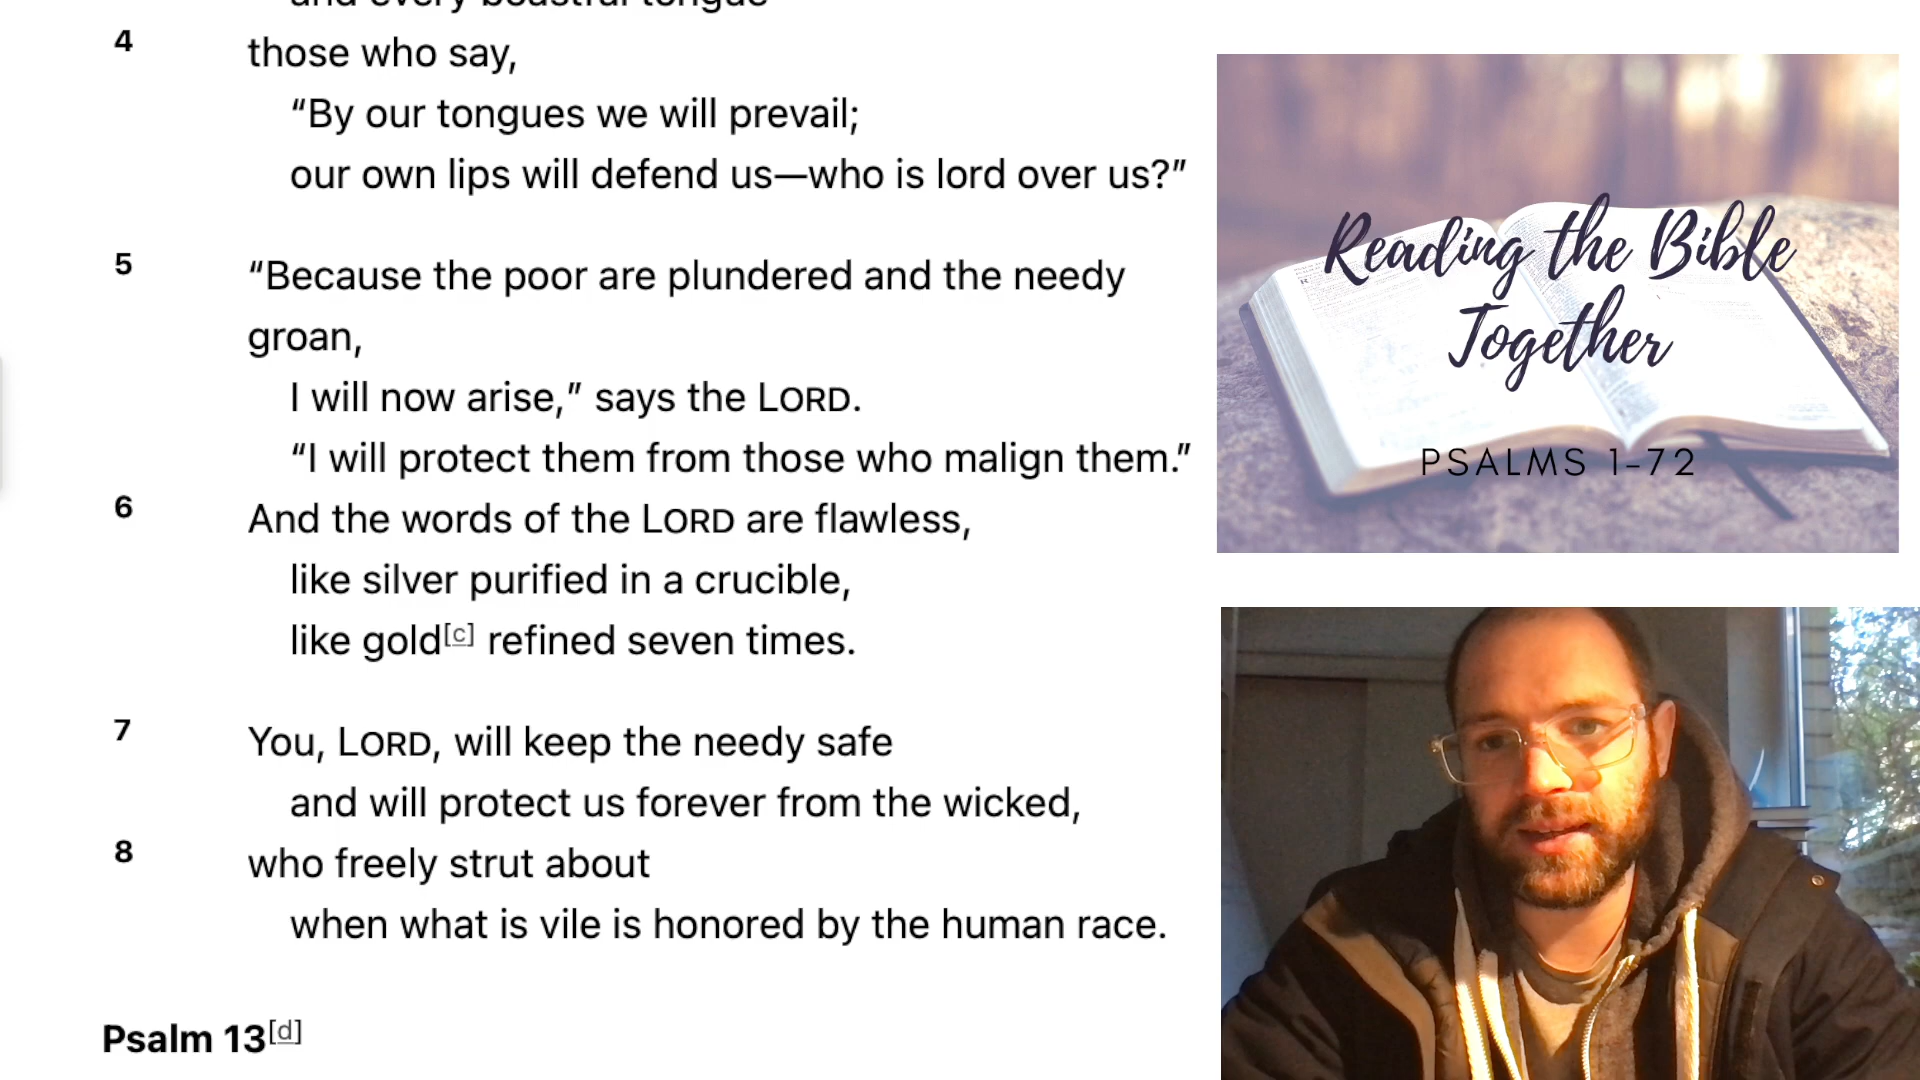 and every boastful tongue
4
those who say,
“By our tongues we will prevail;
our own lips will defend us—who is lord over us?”
5
“Because the poor are plundered and the needy
groan,
I will now arise,” says the LORD.
“I will protect them from those who malign them.”
6
And the words of the LORD are flawless,
like silver purified in a crucible,
like gold[c] refined seven times.
7
You, LORD, will keep the needy safe
and will protect us forever from the wicked,
8
who freely strut about
when what is vile is honored by the human race.
Psalm 13[d]
Reading the Bible
Together
PSALMS 1-72